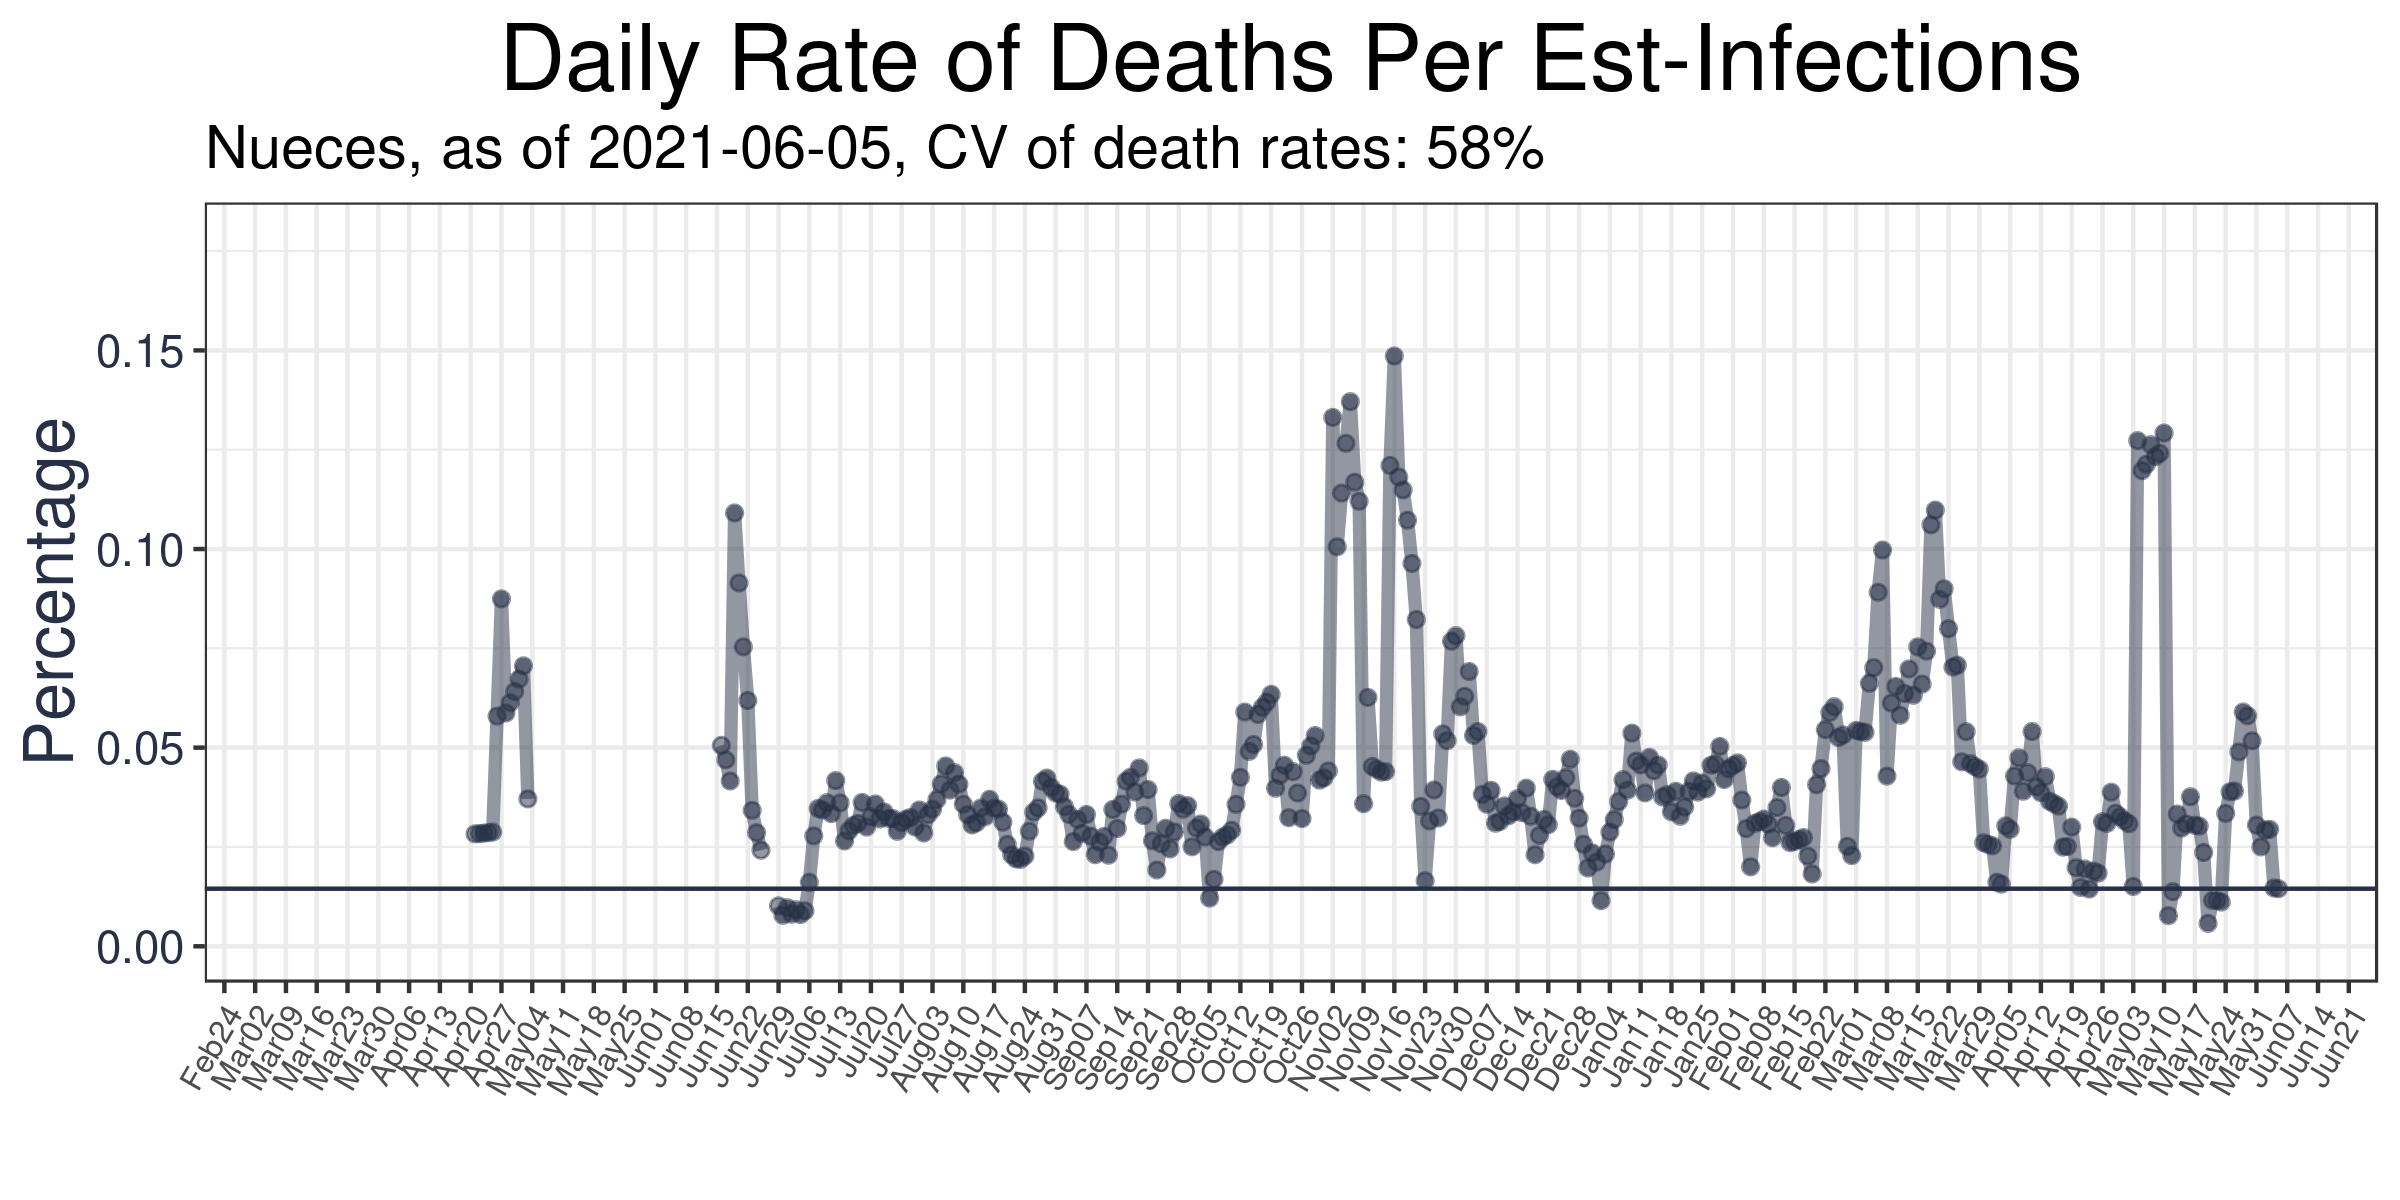 Daily Rate of Deaths Per Est-Infections
Nueces, as of 2021-06-05, CV of death rates: 58%
Percentage
0.15
0.10
0.05
0.00
Feb24
Mar02
Mar09
Mar16
Mar23
Mar30
Apr06
Apr13
Apr20
Apr27
May04
May11
May18
May25
Jun01
Jun08
Jun15
Jun22
Jun29
Jul06
Jul13
Jul20
Jul27
Aug03
Aug10
Aug17
Aug24
Aug31
Sep07
Sep14
Sep21
Sep28
Oct05
Oct12
Oct19
Oct26
Nov02
Nov09
Nov16
Nov23
Nov30
Dec07
Dec14
Dec21
Dec28
Jan04
Jan11
Jan18
Jan25
Feb01
Feb08
Feb15
Feb22
Mar01
Mar08
Mar15
Mar22
Mar29
Apr05
Apr12
Apr19
Apr26
May03
May10
May17
May24
May31
Jun07
Jun14
Jun21